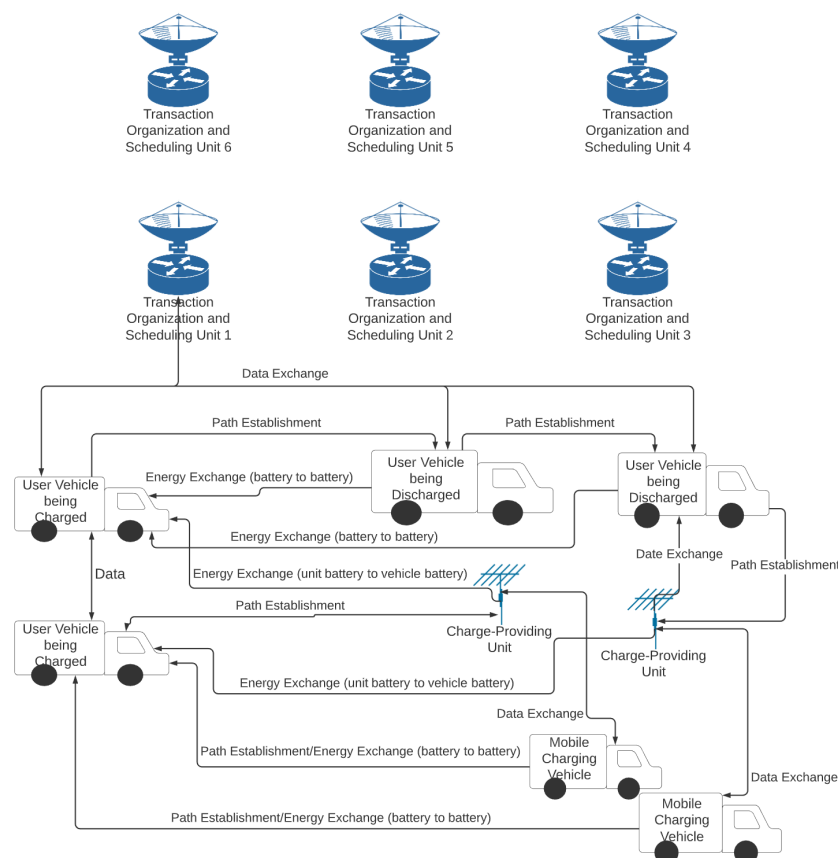 Transaction
Organization and
Scheduling Unit 6
Transaction
Organization and
Scheduling Unit 5
Transaction
Organization and
Scheduling Unit 4
Transaction
Organization and
Scheduling Unit 1
Transaction
Organization and
Scheduling Unit 2
Transaction
Organization and
Scheduling Unit 3
Data Exchange
Path Establishment
Path Establishment
User Vehicle
being
Charged
Energy Exchange (battery to battery)
User Vehicle
being
Discharged
User Vehicle
being
Discharged
Energy Exchange (battery to battery)
Date Exchange
Path Establishment
Data
Energy Exchange (unit battery to vehicle battery)
Path Establishment
User Vehicle
being
Charged
Charge-Providing
Unit
Charge-Providing
Unit
Energy Exchange (unit battery to vehicle battery)
Data Exchange
Path Establishment/Energy Exchange (battery to battery)
Mobile
Charging
Vehicle
Data Exchange
Path Establishment/Energy Exchange (battery to battery)
Mobile
Charging
Vehicle